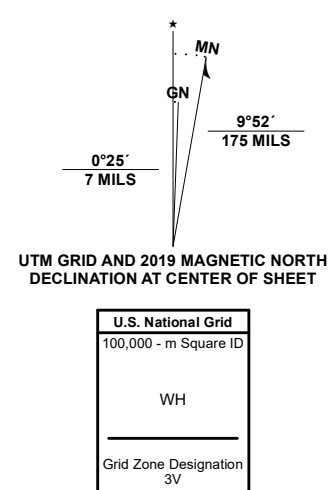 ★
MN
GN
9°52´
175 MILS
0°25´
7 MILS
UTM GRID AND 2019 MAGNETIC NORTH
DECLINATION AT CENTER OF SHEET
U.S. National Grid
100,000 - m Square ID
WH
Grid Zone Designation
3V